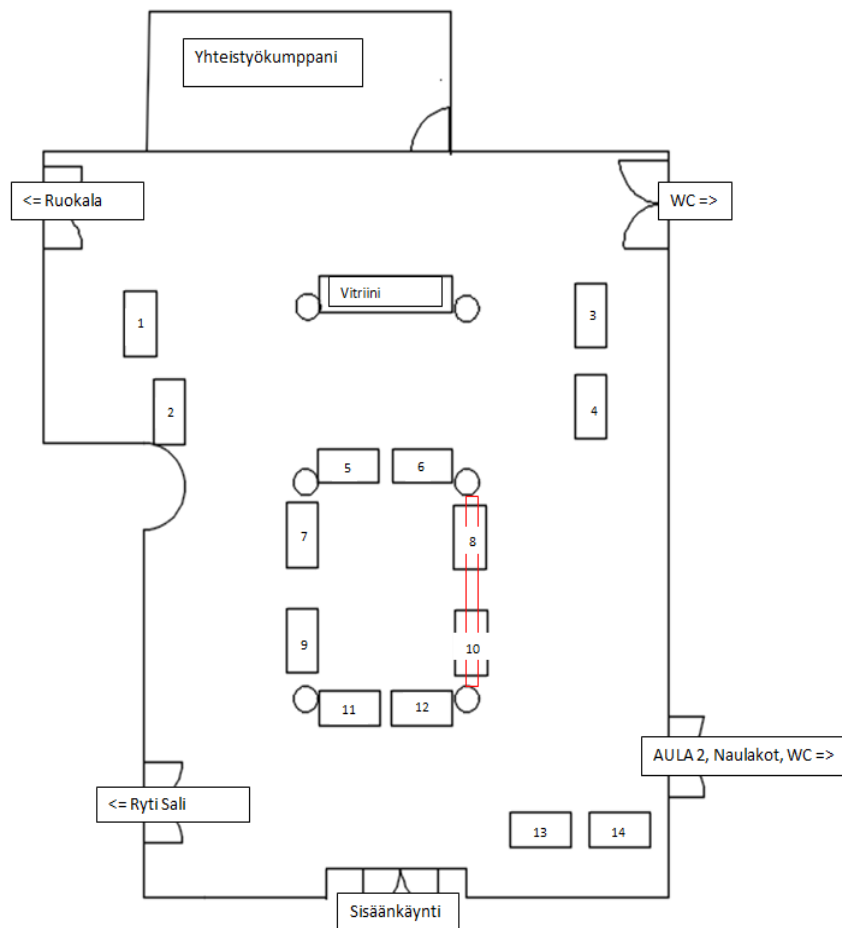 Yhteistyökumppani
<= Ruokala
WC =>
Vitriini
1
3
2
4
5
6
7
8
9
10
11
12
AULA 2, Naulakot, WC =>
<= Ryti Sali
13
14
Sisäänkäynti